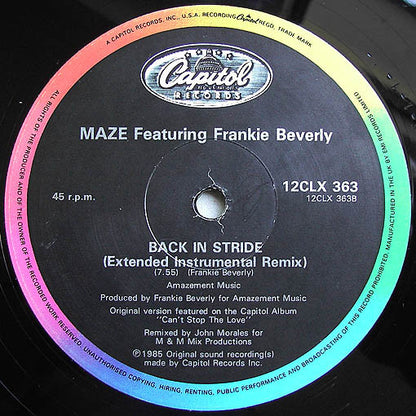 A CAPITOL RECORDS, INC., U.S.A. RECORDING Capitol REGD. TRADE MARK
Capitol
RECORDS
MAZE Featuring Frankie Beverly
45 r.p.m.
12CLX 363
12CLX 363B
BACK IN STRIDE
(Extended Instrumental Remix)
(7.55) (Frankie Beverly)
Amazement Music
Produced by Frankie Beverly for Amazement Music
Original version featured on the Capitol Album
"Can't Stop The Love"
Remixed by John Morales for
M & M Mix Productions
℗1985 Original sound recording(s)
made by Capitol Records Inc.
ALL RIGHTS OF THE PRODUCER AND OF THE OWNER OF THE RECORDED WORK RESERVED. UNAUTHORISED COPYING, HIRING, RENTING, PUBLIC PERFORMANCE AND BROADCASTING OF THIS RECORD PROHIBITED. MANUFACTURED IN THE UK BY EMI RECORDS LIMITED